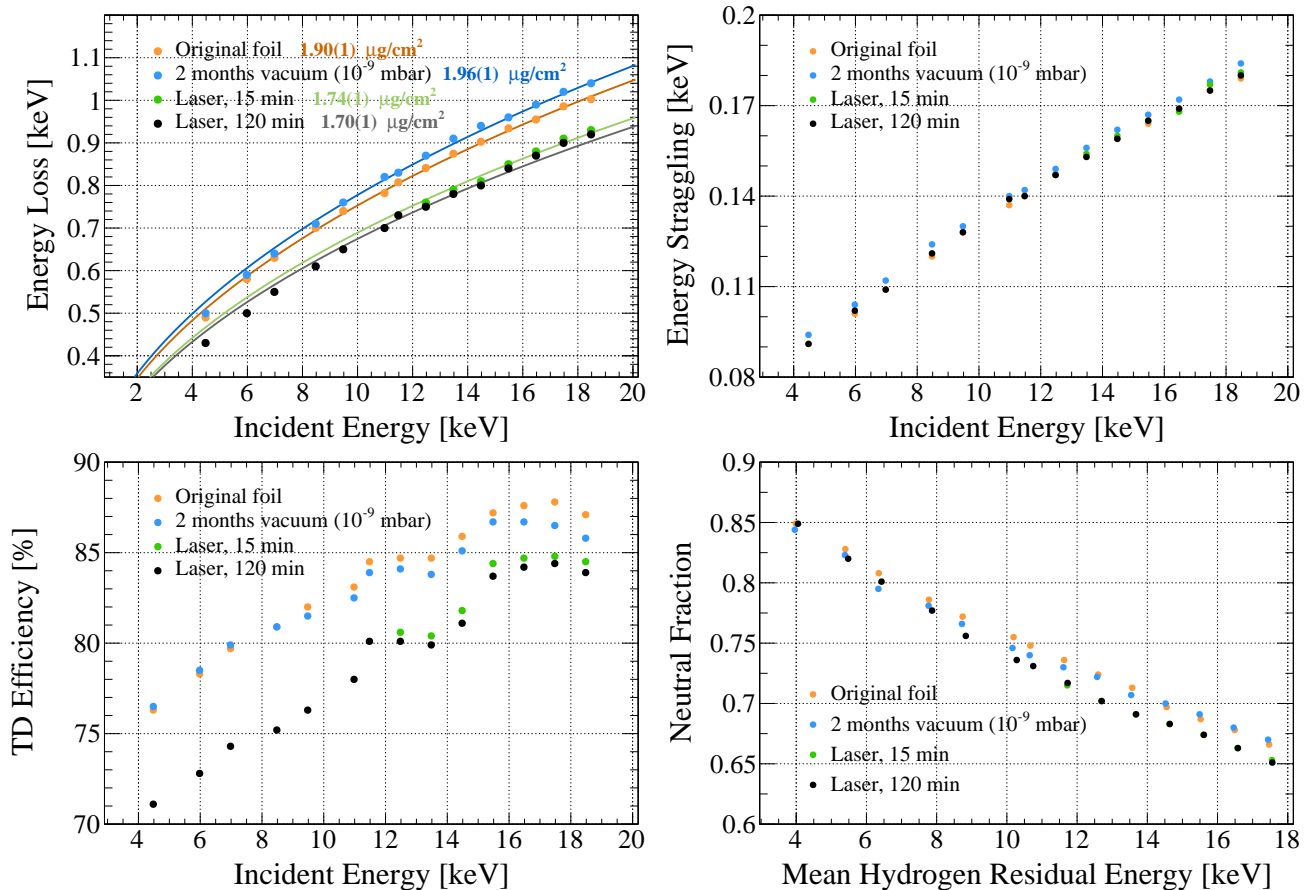 Energy Loss [keV]
1.1
1
0.9
0.8
0.7
0.6
0.5
0.4
Original foil 1.90(1) μg/cm²
2 months vacuum (10⁻⁹ mbar) 1.96(1) μg/cm²
Laser, 15 min 1.74(1) μg/cm²
Laser, 120 min 1.70(1) μg/cm²
2 4 6 8 10 12 14 16 18 20
Incident Energy [keV]
Energy Straggling [keV]
0.2
0.17
0.14
0.11
0.08
Original foil
2 months vacuum (10⁻⁹ mbar)
Laser, 15 min
Laser, 120 min
4 6 8 10 12 14 16 18 20
Incident Energy [keV]
TD Efficiency [%]
90
85
80
75
70
Original foil
2 months vacuum (10⁻⁹ mbar)
Laser, 15 min
Laser, 120 min
4 6 8 10 12 14 16 18 20
Incident Energy [keV]
Neutral Fraction
0.9
0.85
0.8
0.75
0.7
0.65
0.6
Original foil
2 months vacuum (10⁻⁹ mbar)
Laser, 15 min
Laser, 120 min
4 6 8 10 12 14 16 18
Mean Hydrogen Residual Energy [keV]